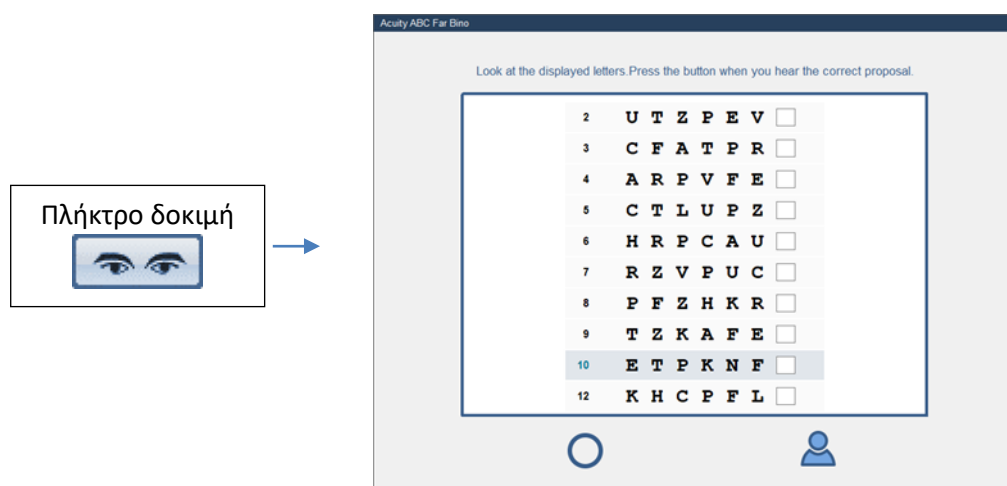 Acuity ABC Far Bino
Look at the displayed letters.Press the button when you hear the correct proposal.
Πλήκτρο δοκιμή
2 U T Z P E V
3 C F A T P R
4 A R P V F E
5 C T L U P Z
6 H R P C A U
7 R Z V P U C
8 P F Z H K R
9 T Z K A F E
10 E T P K N F
12 K H C P F L